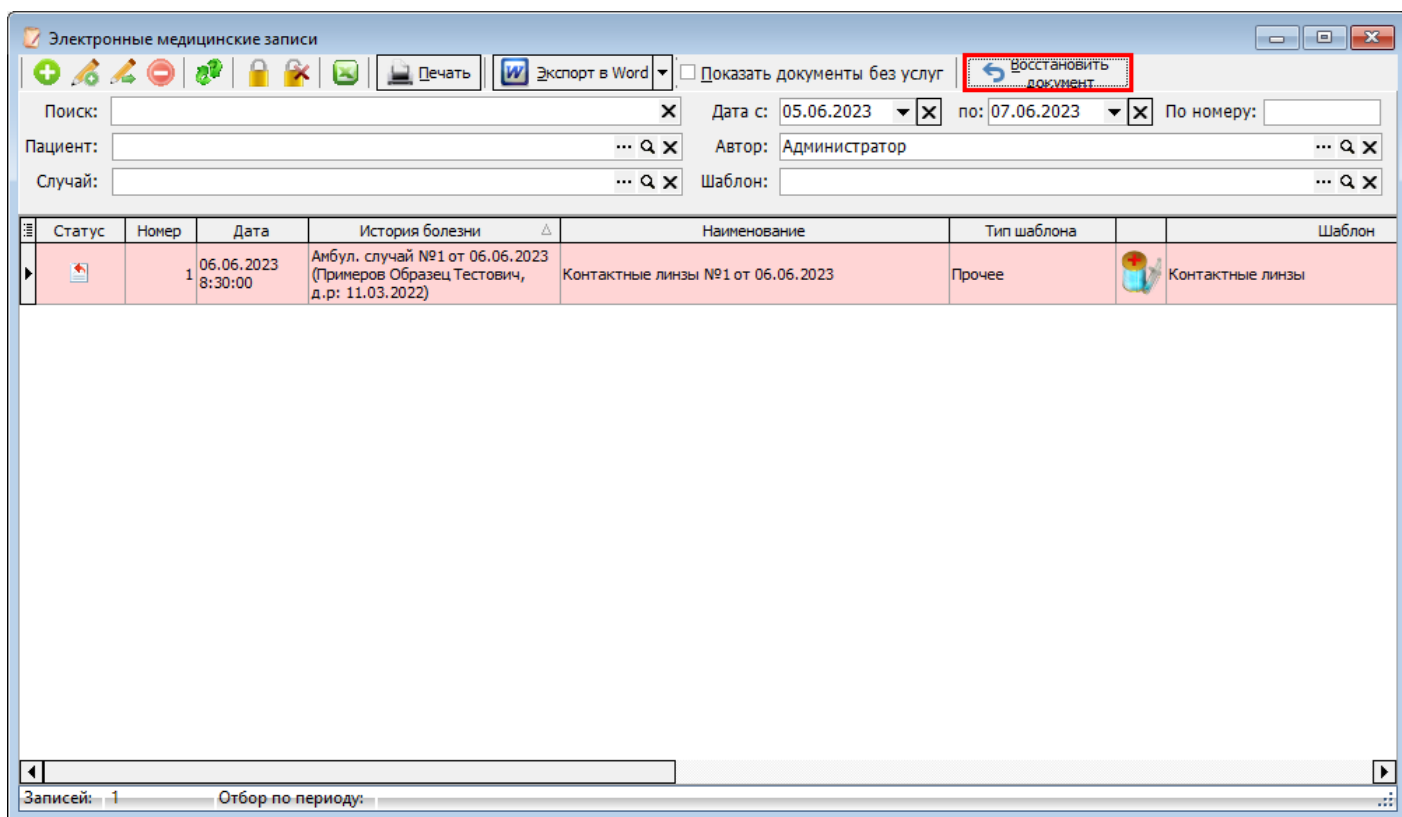 Электронные медицинские записи
Печать
W
Экспорт в Word
Показать документы без услуг
Восстановить
документ
Поиск:
Дата с: 05.06.2023 по: 07.06.2023 По номеру:
Пациент:
Автор: Администратор
Случай:
Шаблон:
Статус Номер Дата История болезни Наименование Тип шаблона Шаблон
1
06.06.2023
8:30:00
Амбул. случай №1 от 06.06.2023
(Примеров Образец Тестович,
д.р: 11.03.2022)
Контактные линзы №1 от 06.06.2023
Прочее
Контактные линзы
Записей: 1 Отбор по периоду: